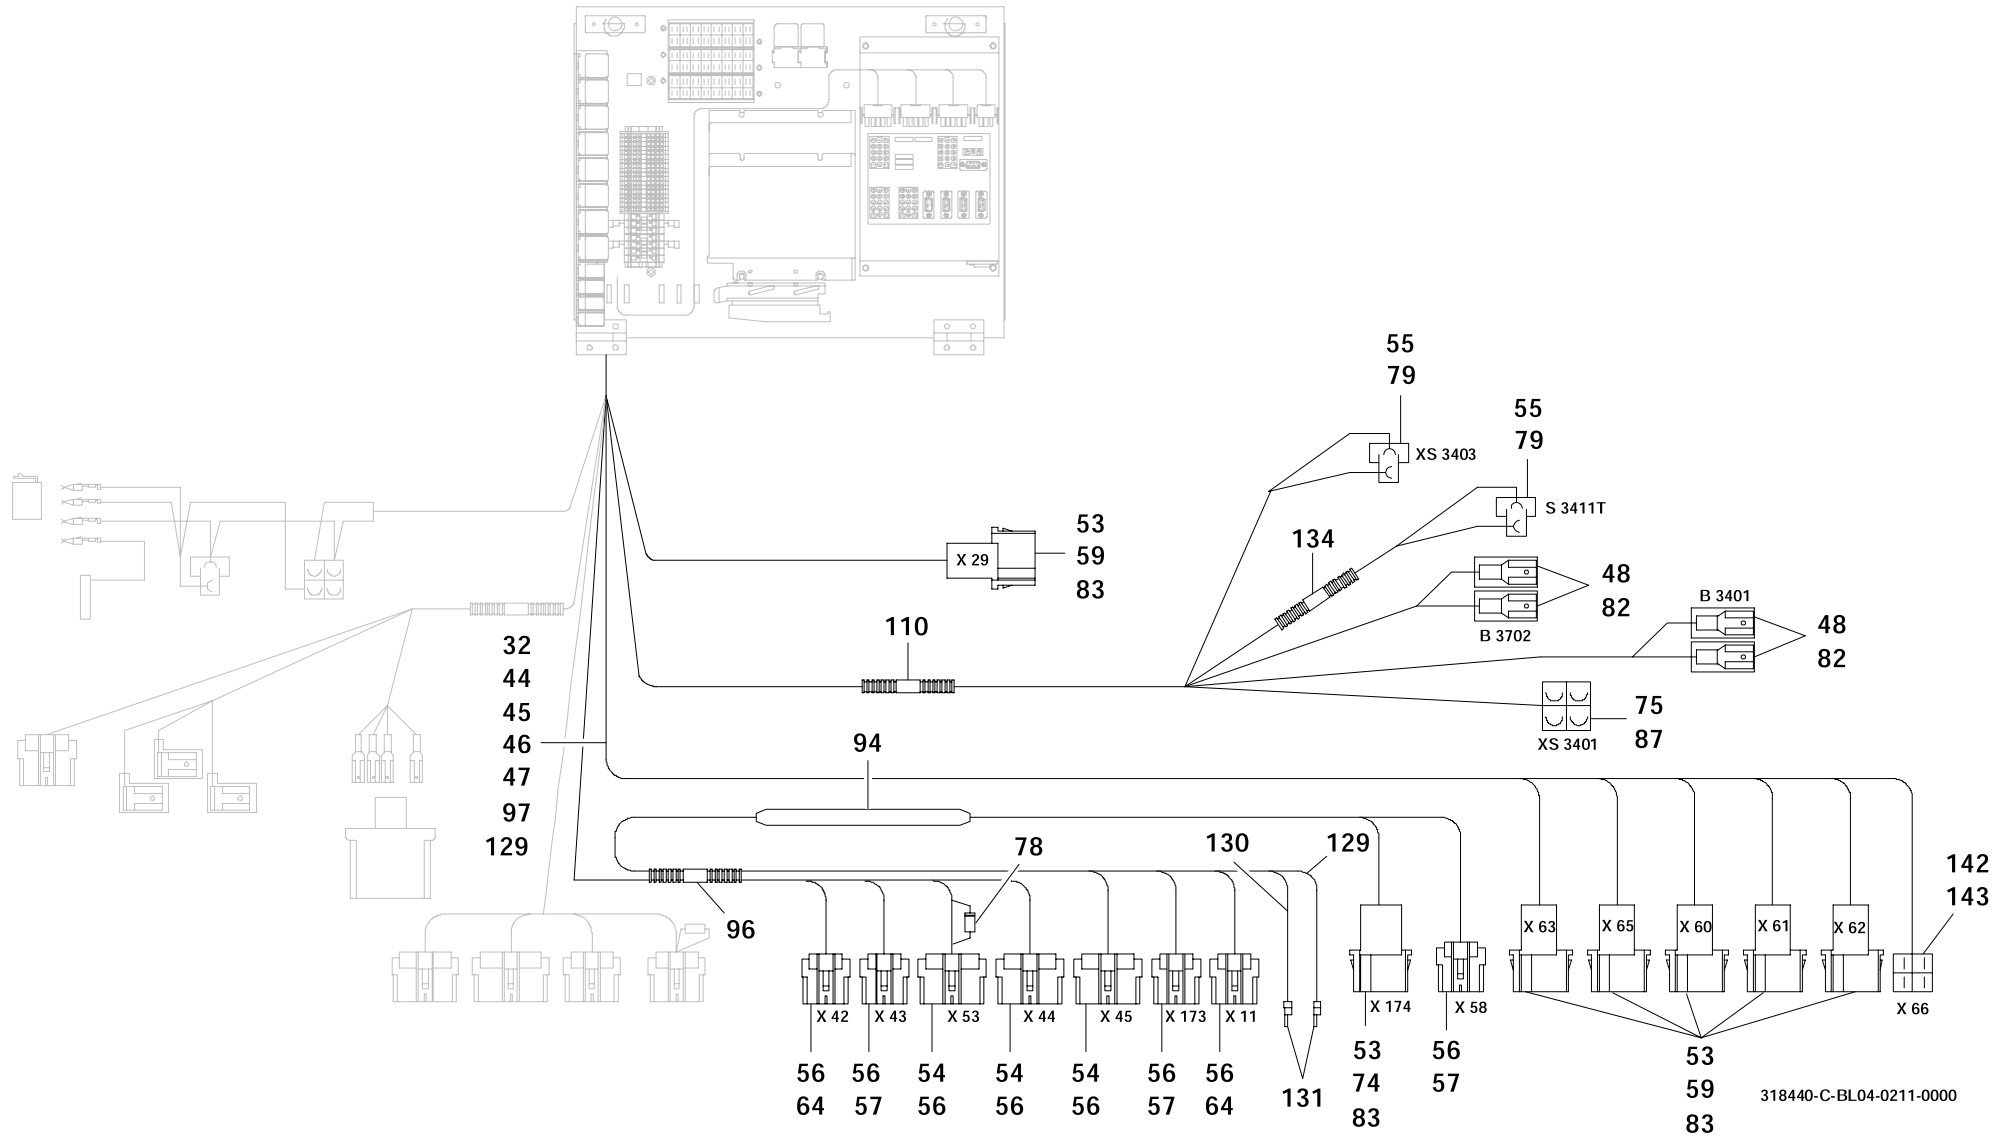 55
79
XS 3403
55
79
S 3411T
53
59
83
X 29
134
48
82
B 3702
B 3401
48
82
110
32
44
45
46
47
97
129
75
87
XS 3401
94
78
130
129
96
142
143
X 63
X 65
X 60
X 61
X 62
X 66
X 42
X 43
X 53
X 44
X 45
X 173
X 11
X 174
X 58
56
64
56
57
54
56
54
56
54
56
56
57
56
64
131
53
74
83
56
57
53
59
83
318440-C-BL04-0211-0000